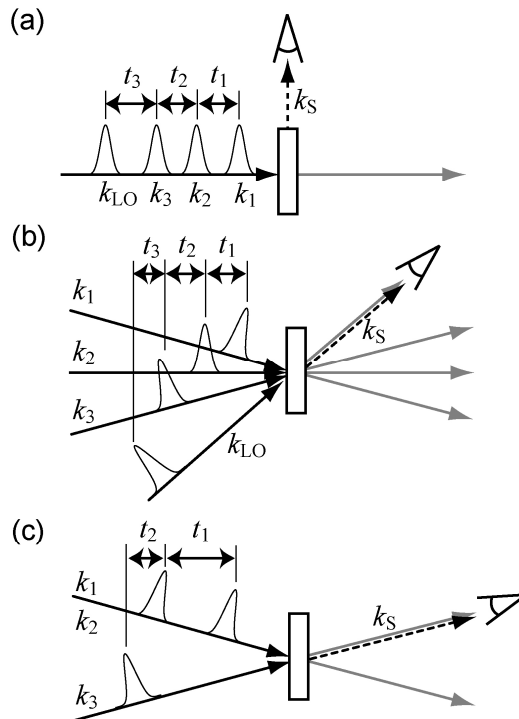 (a)
t3 t2 t1
kS
kLO k3 k2 k1
(b)
t3 t2 t1
k1
kS
k2
k3
kLO
(c)
t2 t1
k1
kS
k2
k3